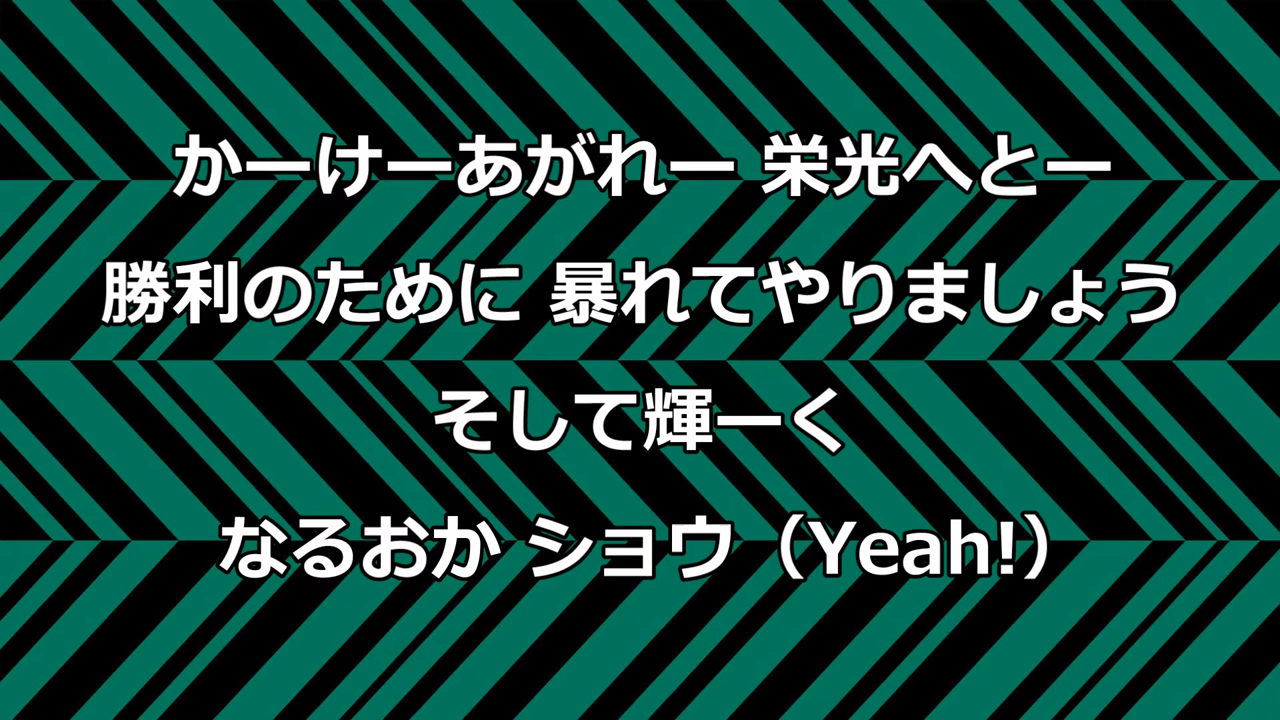 かーけーあがれー 栄光へとー
勝利のために 暴れてやりましょう
そして輝ーく
なるおか ショウ（Yeah!）